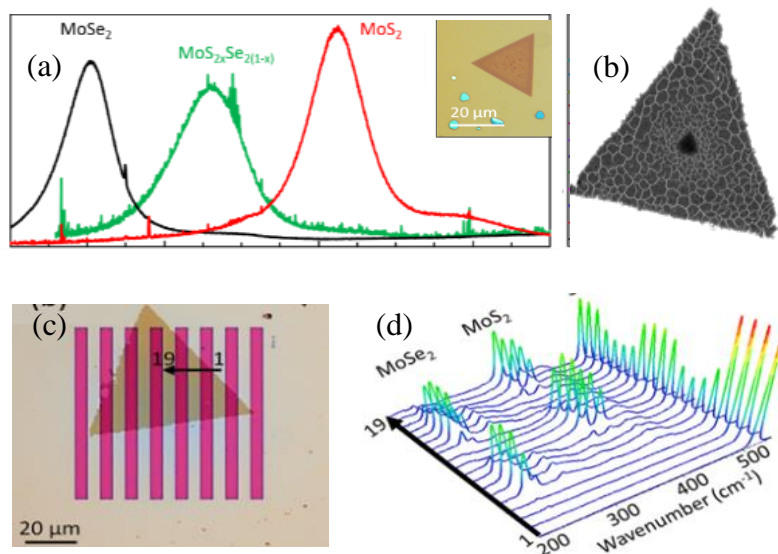 (a)
MoSe₂
MoS₂ₓSe₂₍₁₋ₓ₎
MoS₂
20 µm
(b)
(c)
19
1
20 µm
(d)
MoSe₂
MoS₂
19
1
200
300
400
500
Wavenumber (cm⁻¹)